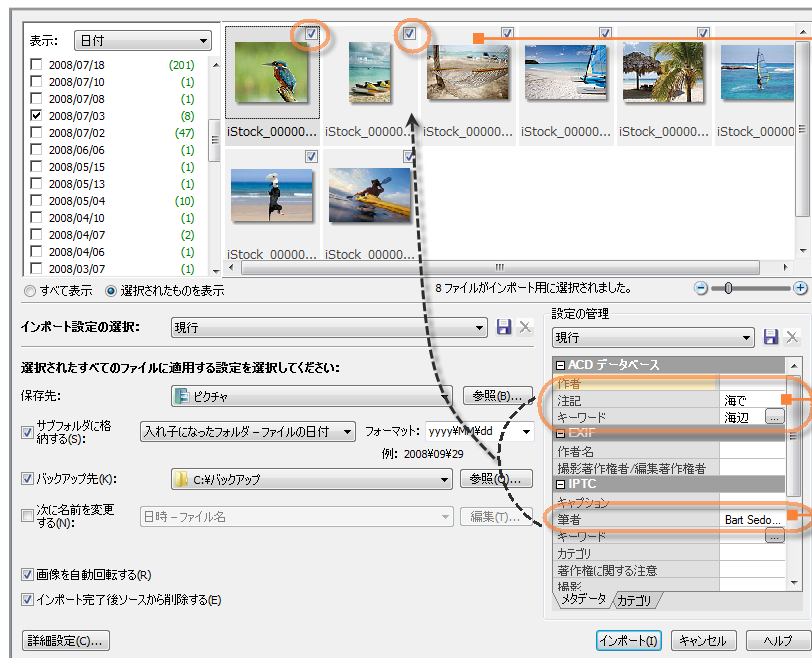 表示: 日付
2008/07/18 (201)
2008/07/10 (1)
2008/07/08 (1)
2008/07/03 (8)
2008/07/02 (47)
2008/06/06 (1)
2008/05/15 (1)
2008/05/13 (1)
2008/05/04 (10)
2008/04/10 (1)
2008/04/07 (2)
2008/04/06 (1)
2008/03/07 (1)
iStock_00000... iStock_00000... iStock_00000... iStock_00000... iStock_00000... iStock_00000
iStock_00000... iStock_00000...
すべて表示 選択されたものを表示
8 ファイルがインポート用に選択されました。
インポート設定の選択: 現行
選択されたすべてのファイルに適用する設定を選択してください:
保存先: ピクチャ 参照(B)...
サブフォルダに格
納する(S): 入れ子になったフォルダ – ファイルの日付 フォーマット: yyyy¥MM¥dd
例: 2008¥09¥29
バックアップ先(K): C:¥バックアップ 参照(O)...
次に名前を変更
する(N): 日時 – ファイル名 編集(T)...
画像を自動回転する(R)
インポート完了後ソースから削除する(E)
設定の管理
現行
ACD データベース
作者
注記 海で
キーワード 海辺 ...
EXIF
作者名
撮影著作権者/編集著作権者
IPTC
キャプション
筆者 Bart Sedo...
キーワード ...
カテゴリ
著作権に関する注意
撮影
メタデータ カテゴリ
詳細設定(C)... インポート(I) キャンセル ヘルプ